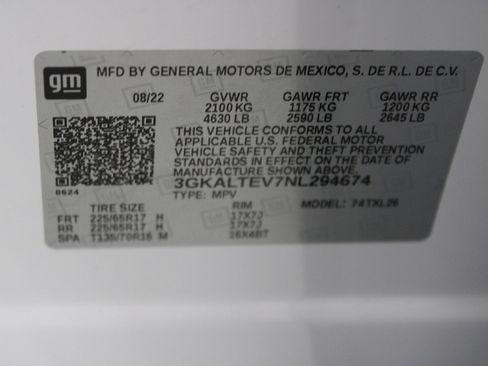 gm MFD BY GENERAL MOTORS DE MEXICO, S. DE R.L. DE C.V.
08/22 GVWR GAWR FRT GAWR RR
2100 KG 1175 KG 1200 KG
4630 LB 2590 LB 2645 LB
THIS VEHICLE CONFORMS TO ALL
APPLICABLE U.S. FEDERAL MOTOR
VEHICLE SAFETY AND THEFT PREVENTION
STANDARDS IN EFFECT ON THE DATE OF
MANUFACTURE SHOWN ABOVE.
0624 3GKALTEV7NL294674
TYPE: MPV
TIRE SIZE RIM MODEL: 74TXL26
FRT 225/65R17 H 17X7J
RR 225/65R17 H 17X7J
SPA T135/70R16 M 16X4BT